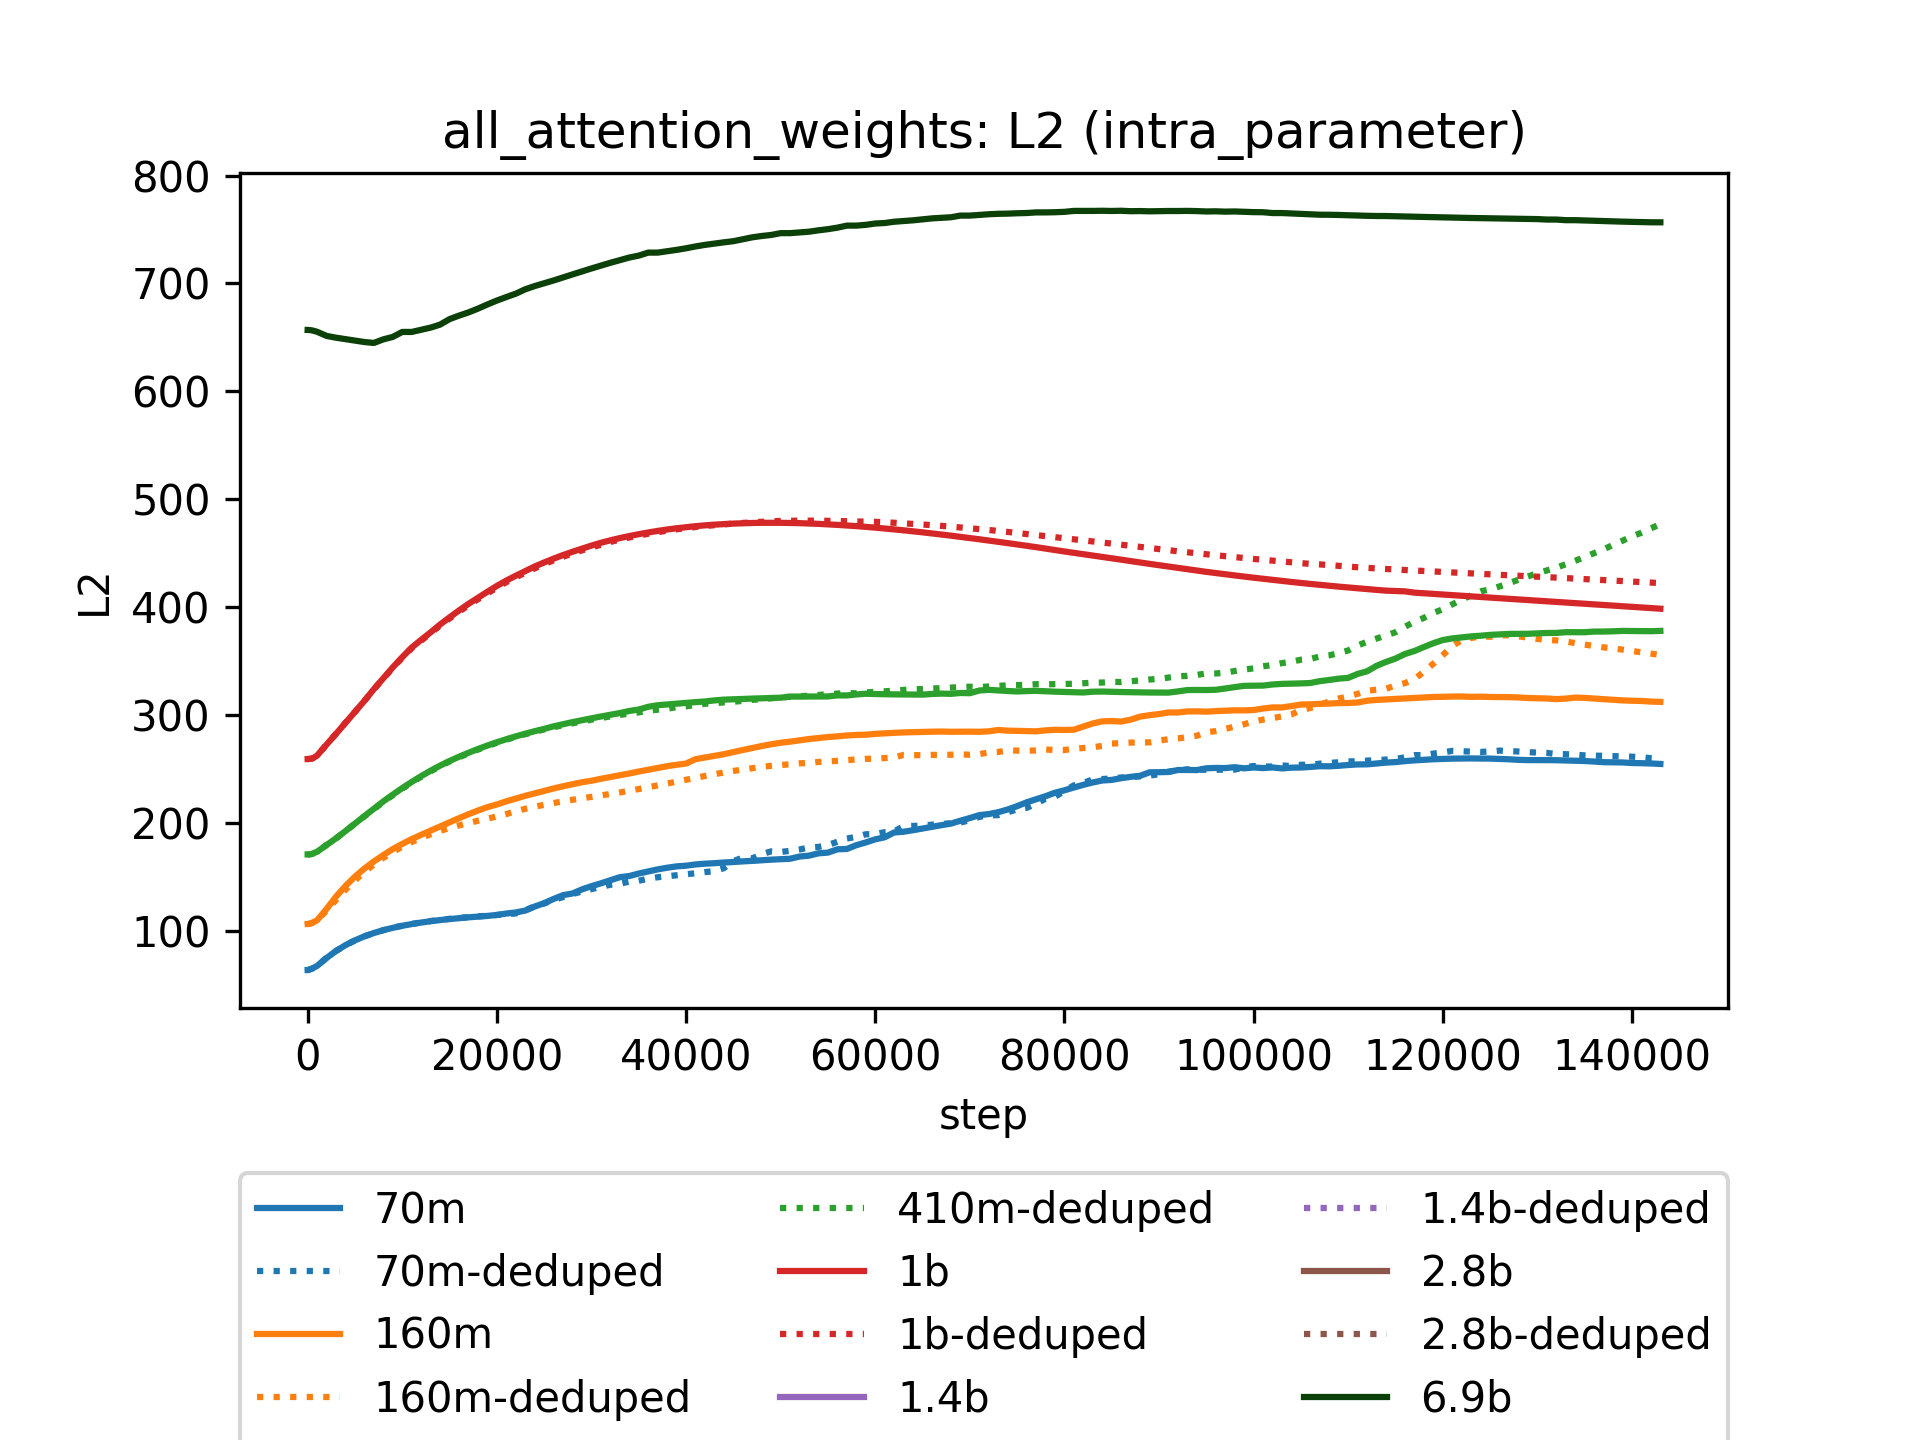 all_attention_weights: L2 (intra_parameter)
800
700
600
500
400
300
200
100
L2
0 20000 40000 60000 80000 100000 120000 140000
step
70m
70m-deduped
160m
160m-deduped
410m-deduped
1b
1b-deduped
1.4b
1.4b-deduped
2.8b
2.8b-deduped
6.9b